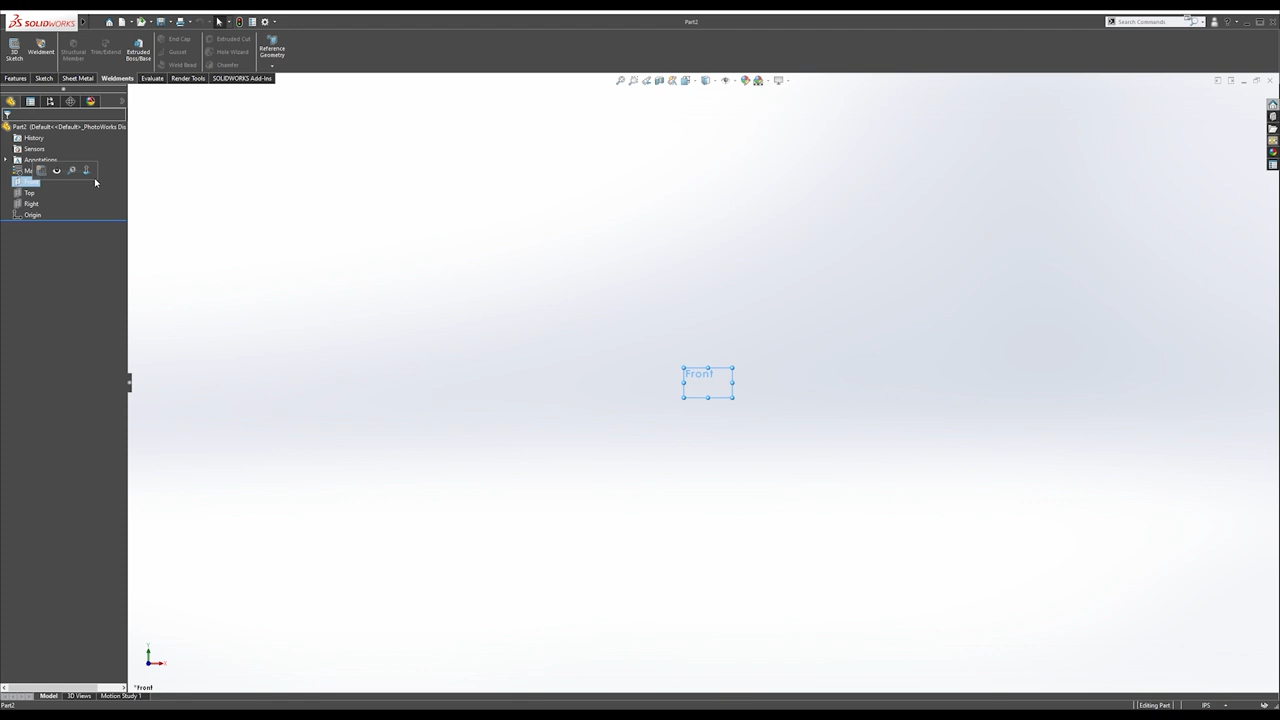 SOLIDWORKS
Part2
Search Commands
3D Sketch
Weldment
Structural Member
Trim/Extend
Extruded Boss/Base
End Cap
Gusset
Weld Bead
Extruded Cut
Hole Wizard
Chamfer
Reference Geometry
Features Sketch Sheet Metal Weldments Evaluate Render Tools SOLIDWORKS Add-Ins
Part2 (Default<<Default>_PhotoWorks Dis
History
Sensors
Annotations
Top
Right
Origin
Front
Y
X
*Front
Model 3D Views Motion Study 1
Part2
Editing Part
IPS